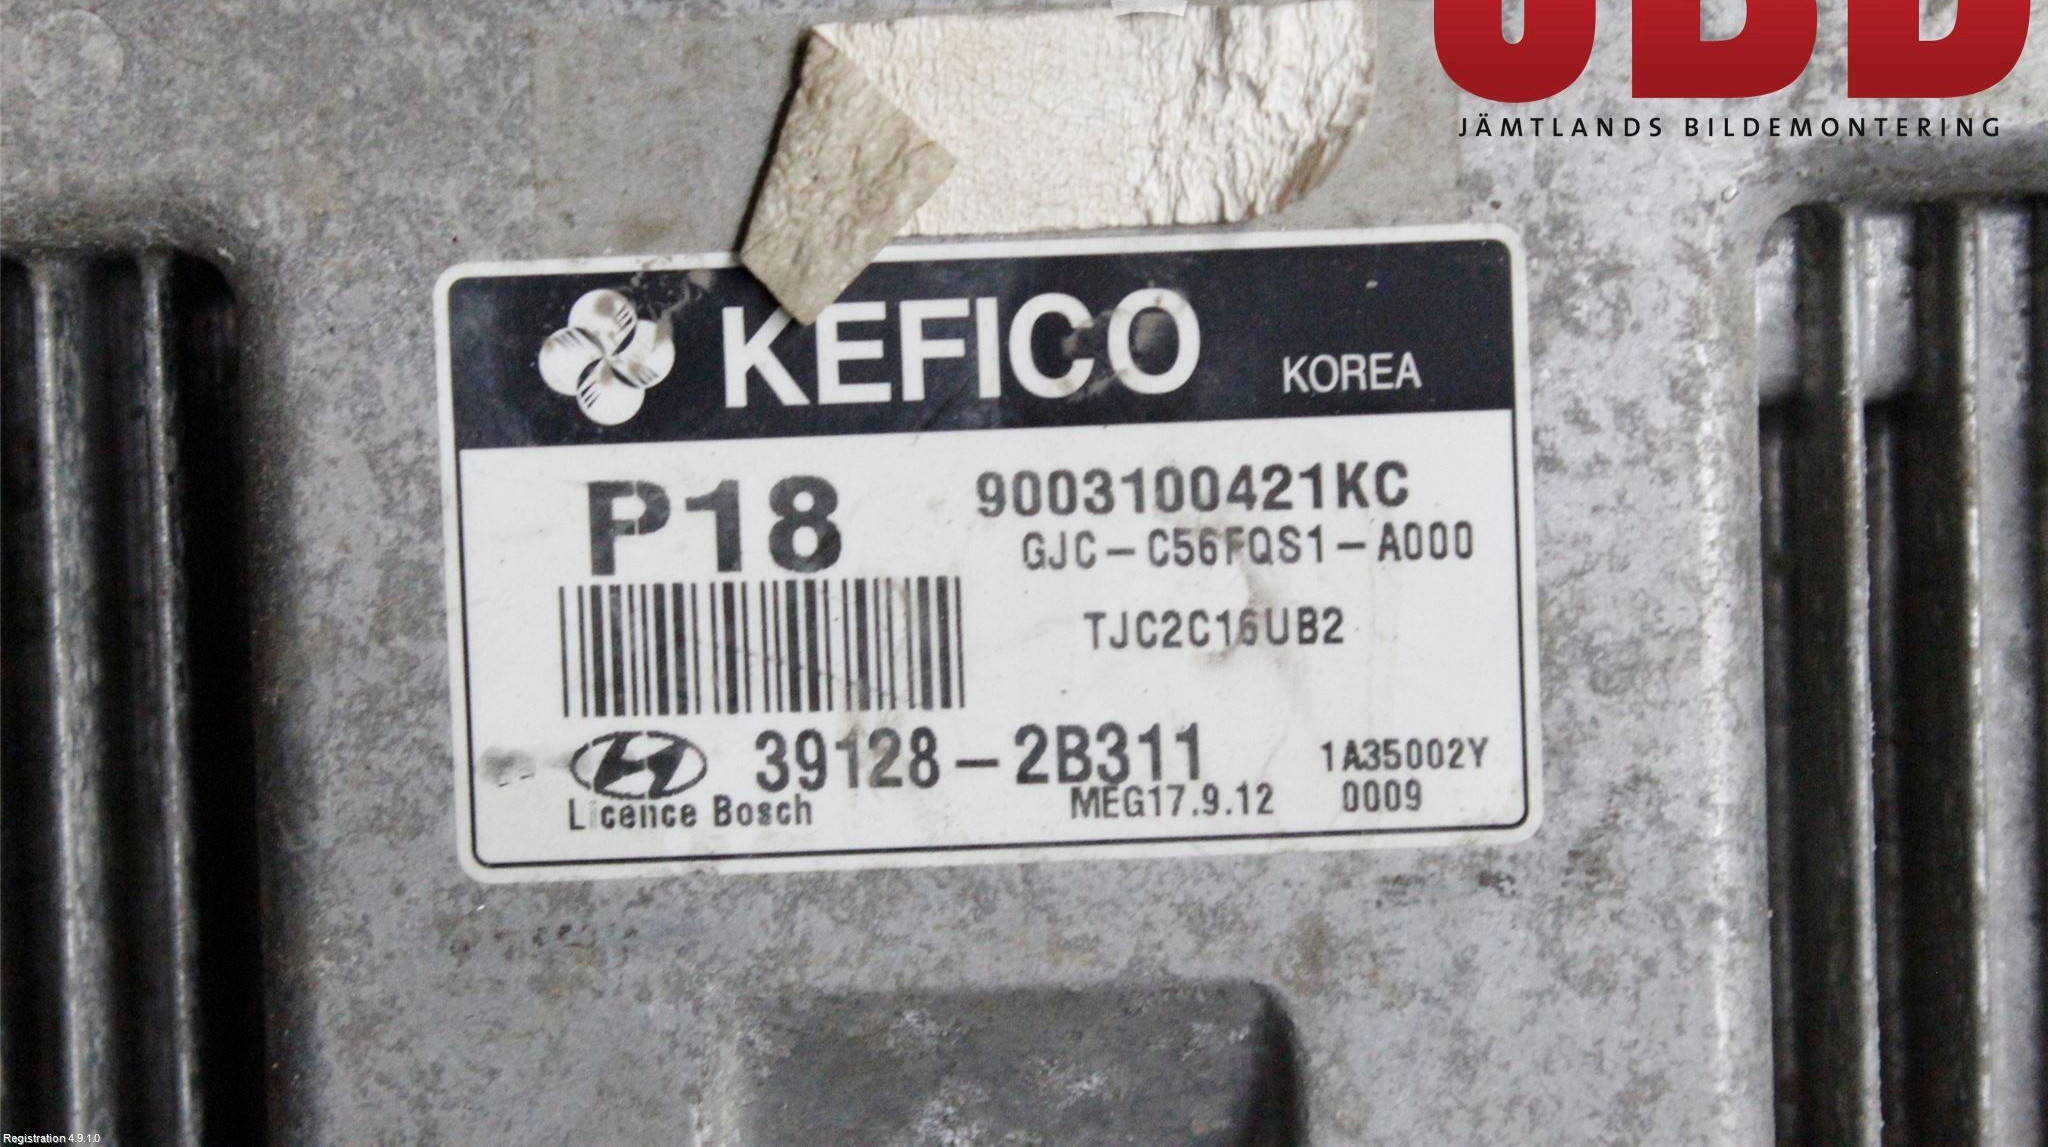 JÄMTLANDS BILDEMONTERING
KEFICO KOREA
P18 9003100421KC
GJC-C56FQS1-A000
TJC2C16UB2
39128-2B311 1A35002Y
Licence Bosch MEG17.9.12 0009
Registration 4.9.1.0